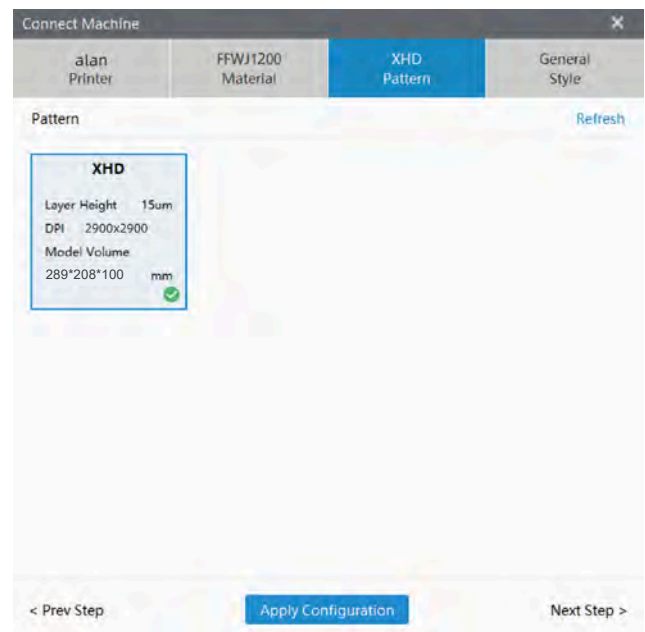 Connect Machine
alan
Printer
FFWJ1200
Material
XHD
Pattern
General
Style
Pattern
Refresh
XHD
Layer Height 15um
DPI 2900x2900
Model Volume
289*208*100 mm
< Prev Step
Apply Configuration
Next Step >